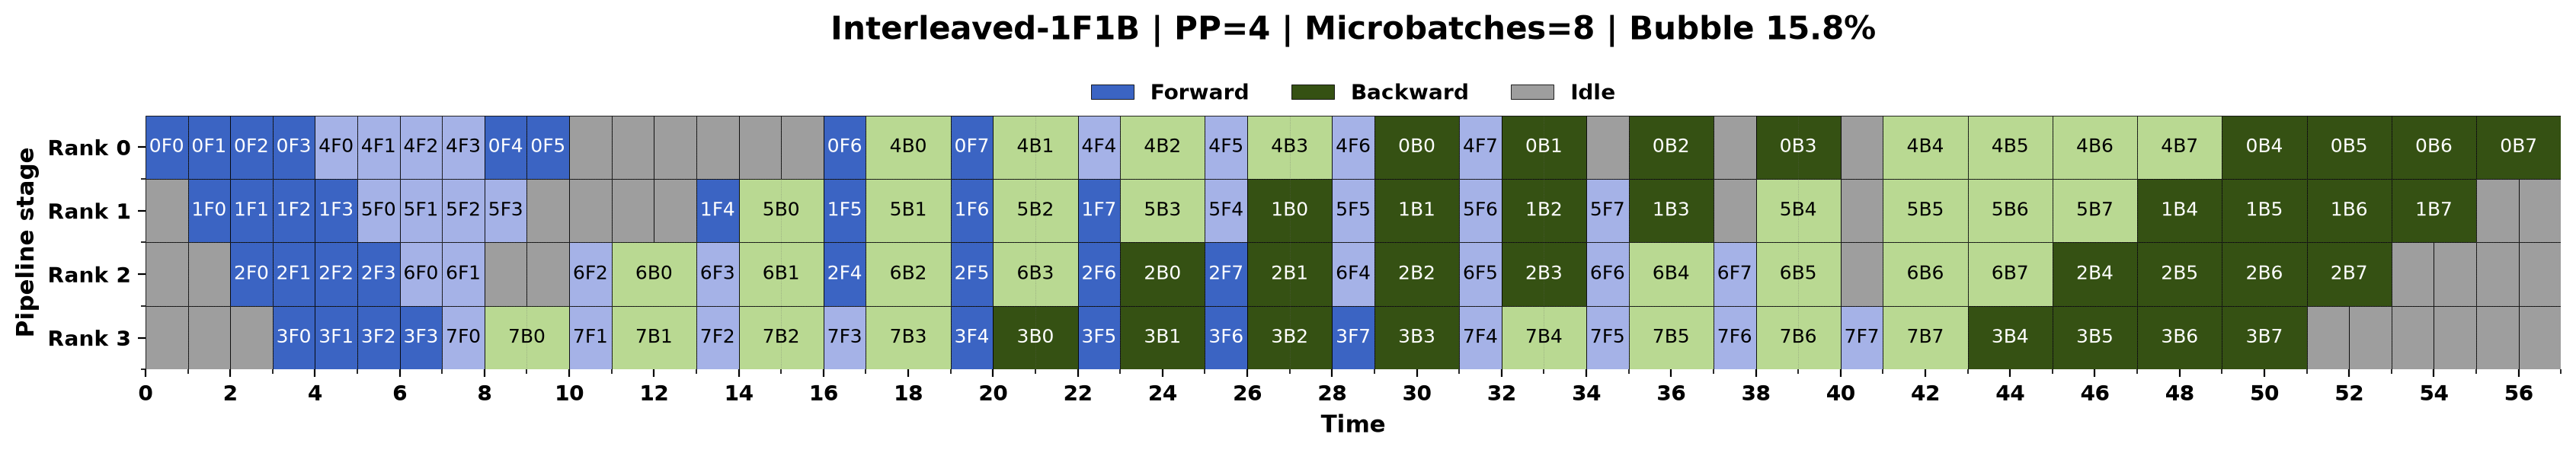 Interleaved-1F1B | PP=4 | Microbatches=8 | Bubble 15.8%
Forward Backward Idle
Pipeline stage
Rank 0 0F0 0F1 0F2 0F3 4F0 4F1 4F2 4F3 0F4 0F5 0F6 4B0 0F7 4B1 4F4 4B2 4F5 4B3 4F6 0B0 4F7 0B1 0B2 0B3 4B4 4B5 4B6 4B7 0B4 0B5 0B6 0B7
Rank 1 1F0 1F1 1F2 1F3 5F0 5F1 5F2 5F3 1F4 5B0 1F5 5B1 1F6 5B2 1F7 5B3 5F4 1B0 5F5 1B1 5F6 1B2 5F7 1B3 5B4 5B5 5B6 5B7 1B4 1B5 1B6 1B7
Rank 2 2F0 2F1 2F2 2F3 6F0 6F1 6F2 6B0 6F3 6B1 2F4 6B2 2F5 6B3 2F6 2B0 2F7 2B1 6F4 2B2 6F5 2B3 6F6 6B4 6F7 6B5 6B6 6B7 2B4 2B5 2B6 2B7
Rank 3 3F0 3F1 3F2 3F3 7F0 7B0 7F1 7B1 7F2 7B2 7F3 7B3 3F4 3B0 3F5 3B1 3F6 3B2 3F7 3B3 7F4 7B4 7F5 7B5 7F6 7B6 7F7 7B7 3B4 3B5 3B6 3B7
0 2 4 6 8 10 12 14 16 18 20 22 24 26 28 30 32 34 36 38 40 42 44 46 48 50 52 54 56
Time